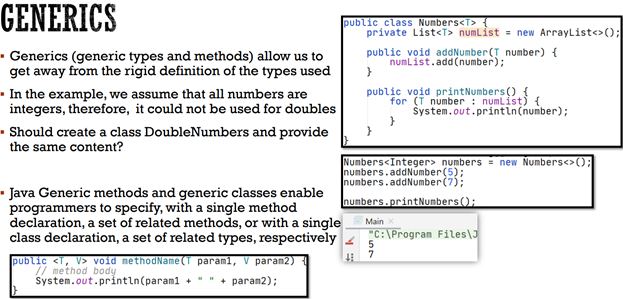 GENERICS
▪ Generics (generic types and methods) allow us to
get away from the rigid definition of the types used
▪ In the example, we assume that all numbers are
integers, therefore,  it could not be used for doubles
▪ Should create a class DoubleNumbers and provide
the same content?
▪ Java Generic methods and generic classes enable
programmers to specify, with a single method
declaration, a set of related methods, or with a single
class declaration, a set of related types, respectively
public <T, V> void methodName(T param1, V param2) {
// method body
System.out.println(param1 + " " + param2);
}
public class Numbers<T> {
private List<T> numList = new ArrayList<>();
public void addNumber(T number) {
numList.add(number);
}
public void printNumbers() {
for (T number : numList) {
System.out.println(number);
}
}
}
Numbers<Integer> numbers = new Numbers<>();
numbers.addNumber(5);
numbers.addNumber(7);
numbers.printNumbers();
Main ×
"C:\Program Files\J
5
7